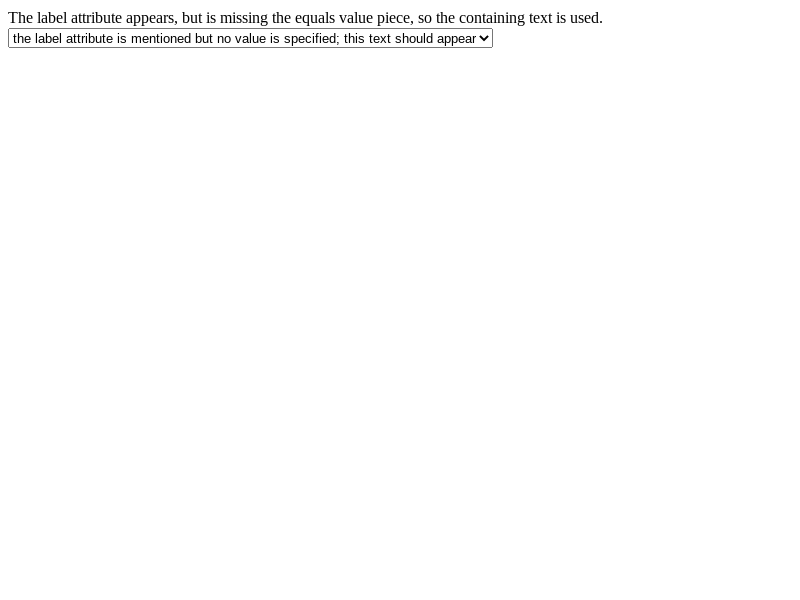 The label attribute appears, but is missing the equals value piece, so the containing text is used.
the label attribute is mentioned but no value is specified; this text should appear